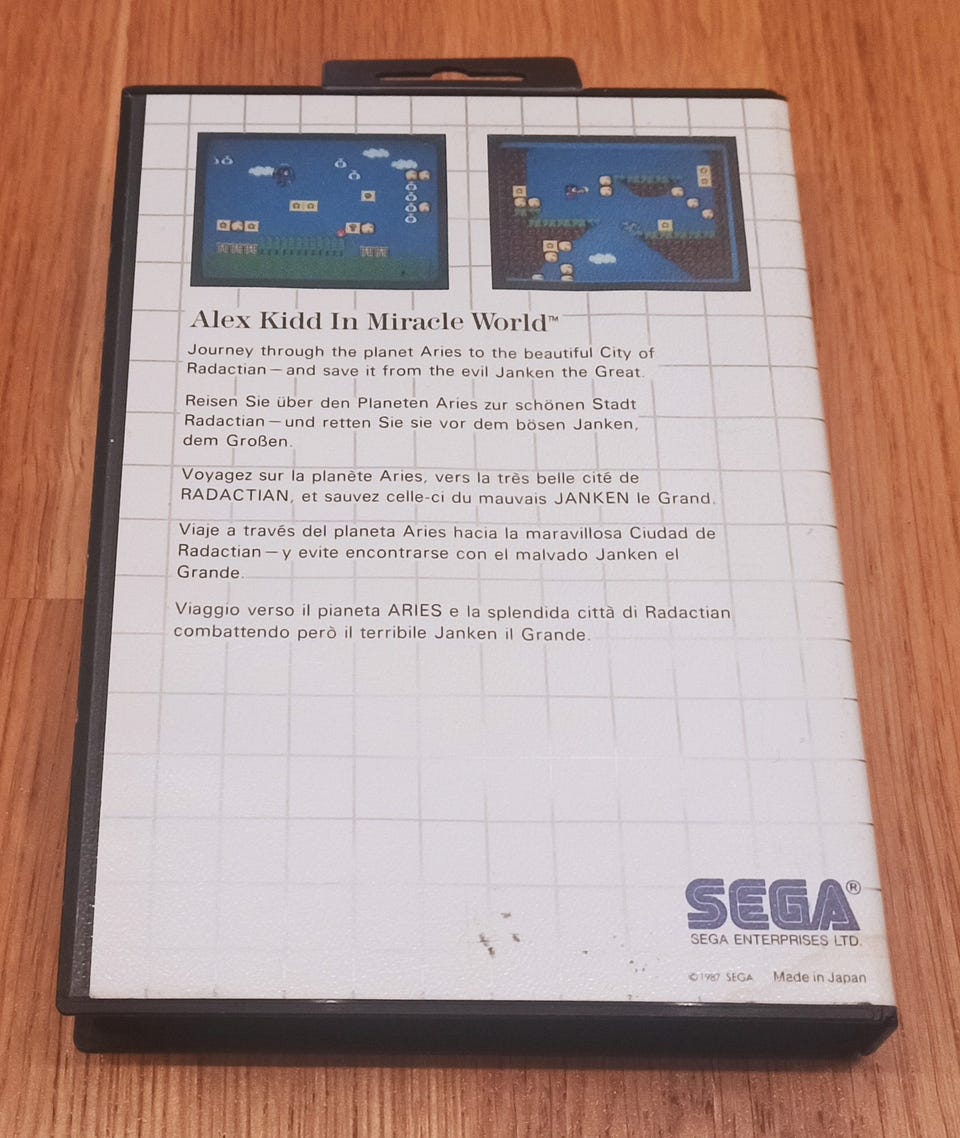 Alex Kidd In Miracle World™
Journey through the planet Aries to the beautiful City of
Radactian — and save it from the evil Janken the Great.
Reisen Sie über den Planeten Aries zur schönen Stadt
Radactian — und retten Sie sie vor dem bösen Janken,
dem Großen.
Voyagez sur la planète Aries, vers la très belle cité de
RADACTIAN, et sauvez celle-ci du mauvais JANKEN le Grand.
Viaje a través del planeta Aries hacia la maravillosa Ciudad de
Radactian — y evite encontrarse con el malvado Janken el
Grande.
Viaggio verso il pianeta ARIES e la splendida città di Radactian
combattendo però il terribile Janken il Grande.
SEGA®
SEGA ENTERPRISES LTD.
©1987 SEGA Made in Japan